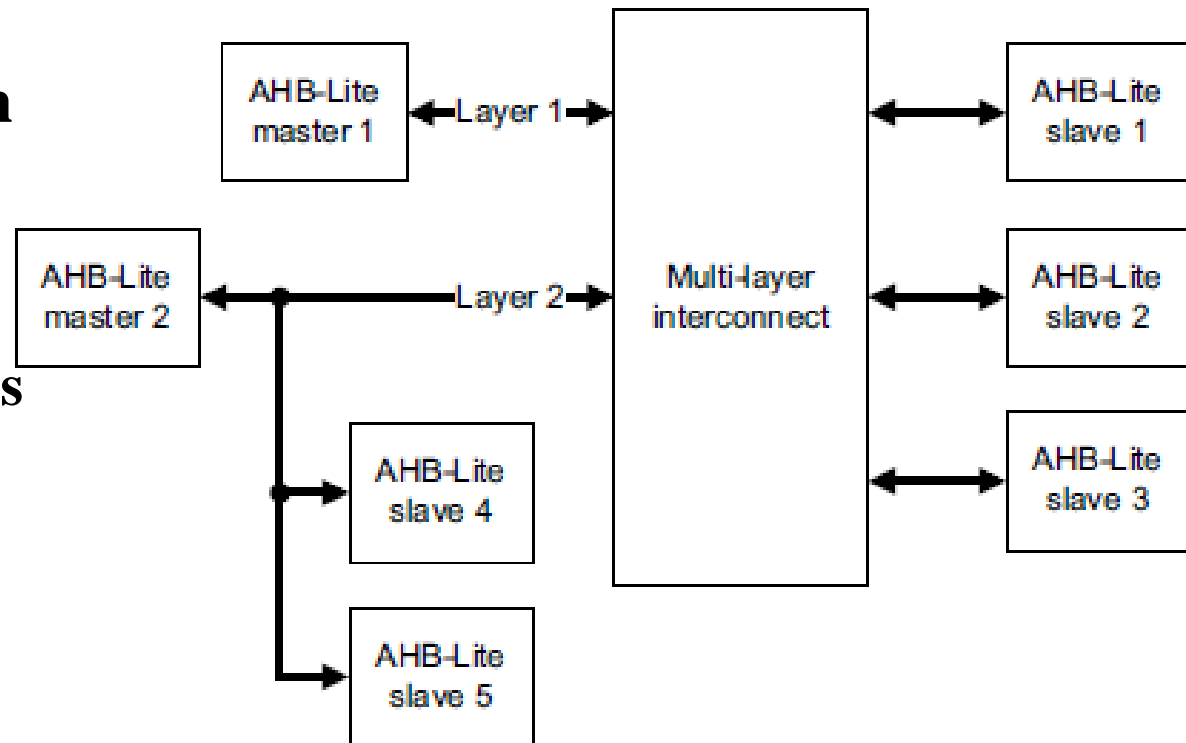 AHB-Lite
master 1
Layer 1
AHB-Lite
slave 1
AHB-Lite
master 2
Layer 2
Multi-layer
interconnect
AHB-Lite
slave 2
s
AHB-Lite
slave 3
AHB-Lite
slave 4
AHB-Lite
slave 5